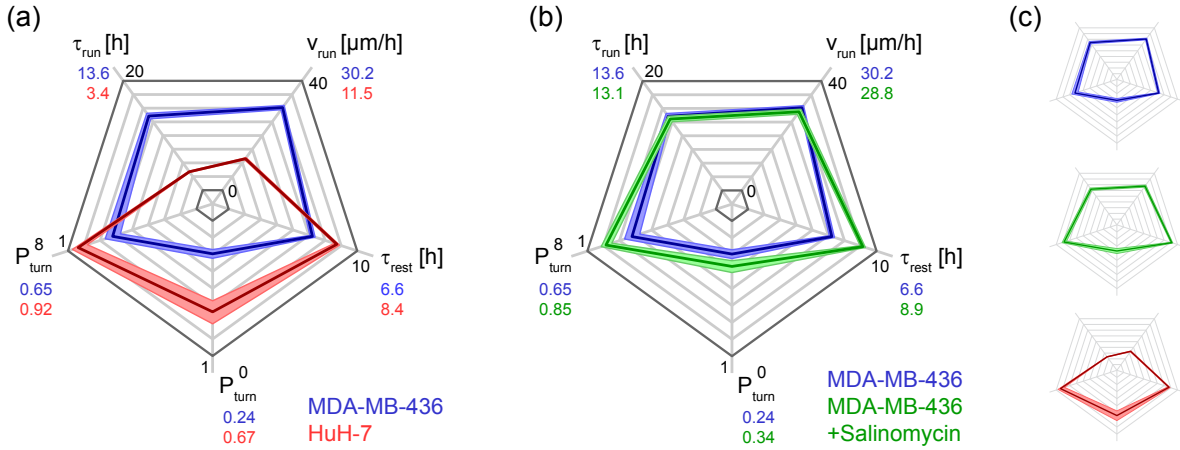 (a)
τrun [h]
13.6
3.4
20
vrun [µm/h]
30.2
11.5
40
0
1
P8turn
0.65
0.92
10
τrest [h]
6.6
8.4
1
P0turn
0.24
0.67
MDA-MB-436
HuH-7
(b)
τrun [h]
13.6
13.1
20
vrun [µm/h]
30.2
28.8
40
0
1
P8turn
0.65
0.85
10
τrest [h]
6.6
8.9
1
P0turn
0.24
0.34
MDA-MB-436
MDA-MB-436
+Salinomycin
(c)